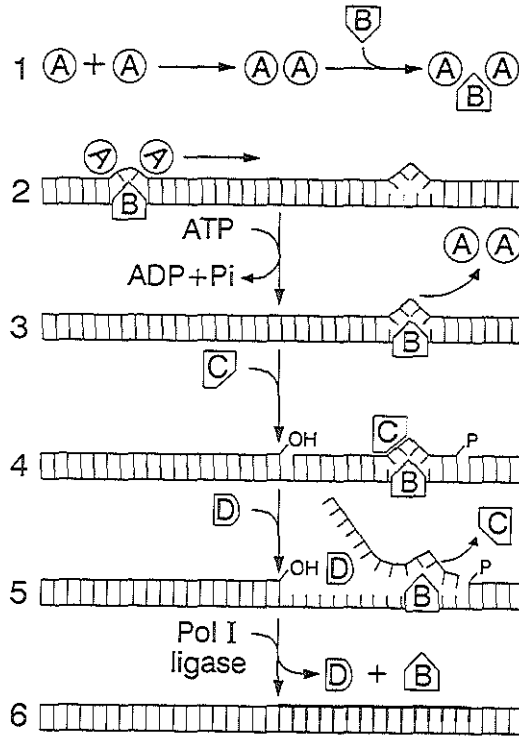 B
1 A + A A A A A
B
A A
2
B
ATP
ADP+Pi
A A
3
B
C
OH
C
P
4
B
D
C
OH
D
P
5
B
Pol I
ligase
D + B
6